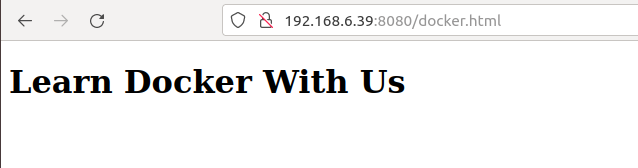 192.168.6.39:8080/docker.html
Learn Docker With Us